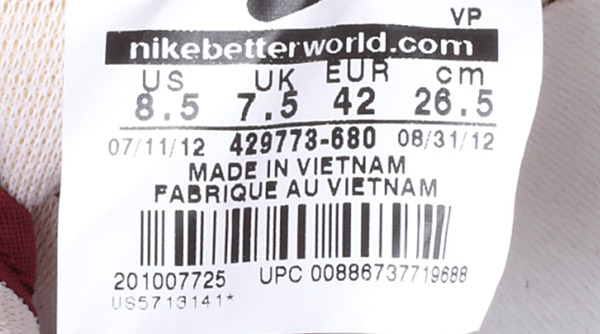 VP
nikebetterworld.com
US UK EUR cm
8.5 7.5 42 26.5
07/11/12 429773-680 08/31/12
MADE IN VIETNAM
FABRIQUE AU VIETNAM
201007725 UPC 00886737719688
US5713141*